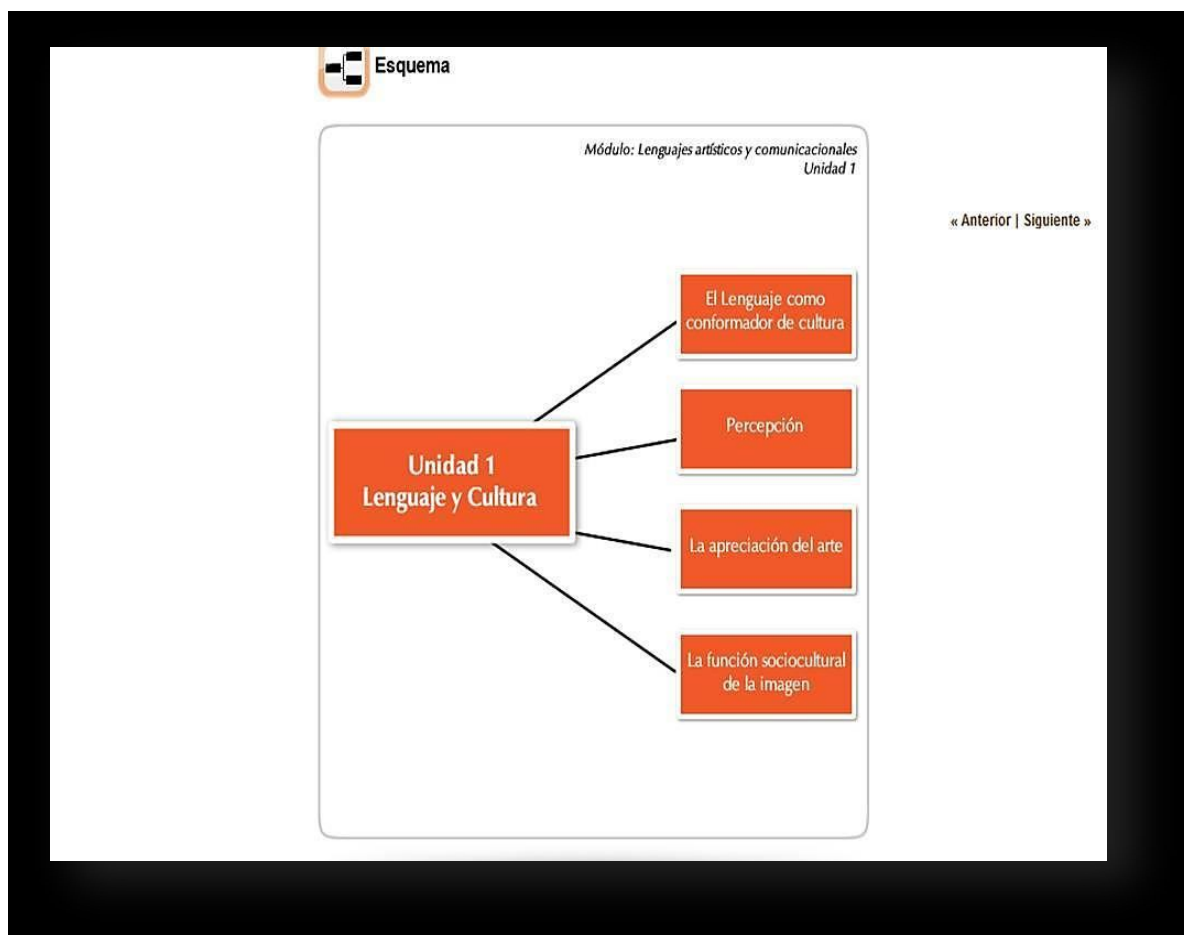 Esquema
Módulo: Lenguajes artísticos y comunicacionales
Unidad 1
« Anterior | Siguiente »
El Lenguaje como
conformador de cultura
Percepción
Unidad 1
Lenguaje y Cultura
La apreciación del arte
La función sociocultural
de la imagen